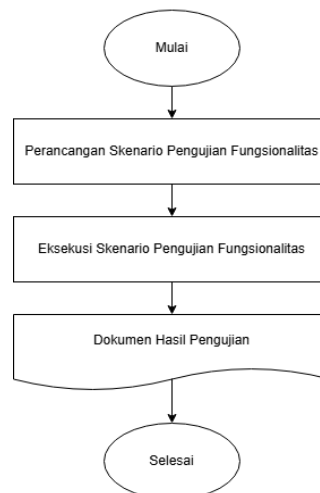 Mulai
Perancangan Skenario Pengujian Fungsionalitas
Eksekusi Skenario Pengujian Fungsionalitas
Dokumen Hasil Pengujian
Selesai